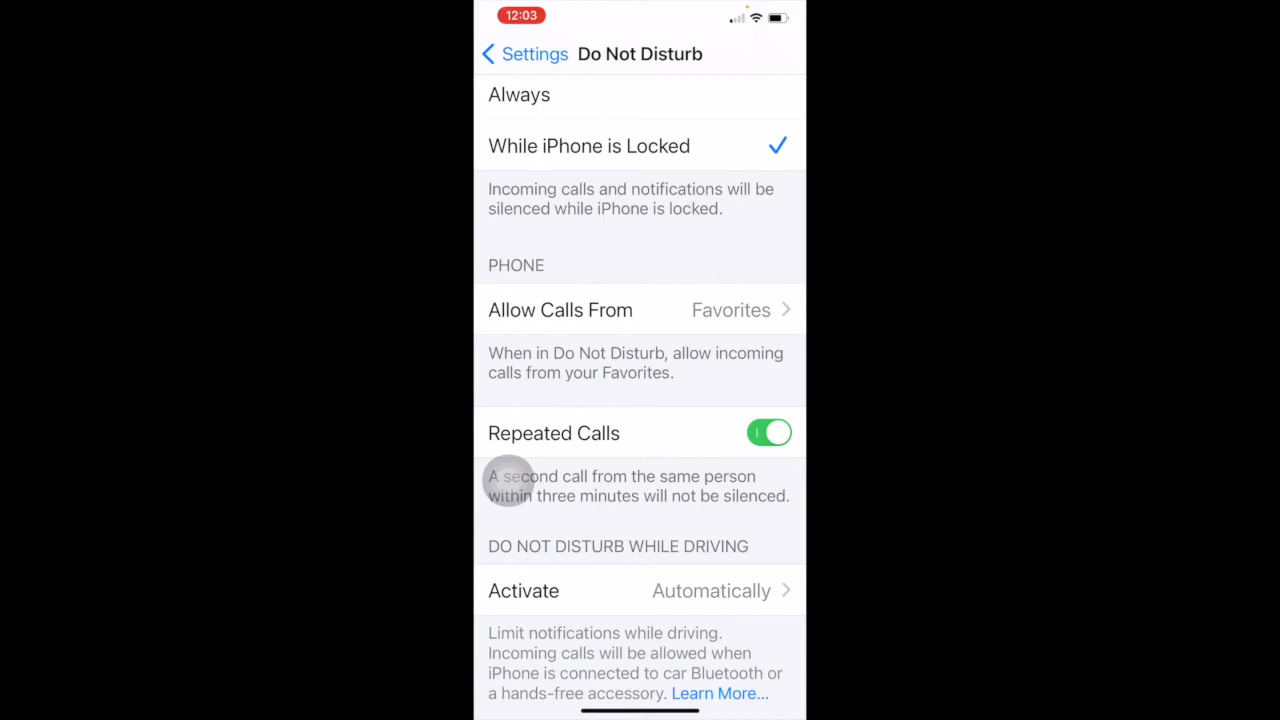 12:03
Settings Do Not Disturb
Always
While iPhone is Locked
Incoming calls and notifications will be
silenced while iPhone is locked.
PHONE
Allow Calls From Favorites
When in Do Not Disturb, allow incoming
calls from your Favorites.
Repeated Calls
A second call from the same person
within three minutes will not be silenced.
DO NOT DISTURB WHILE DRIVING
Activate Automatically
Limit notifications while driving.
Incoming calls will be allowed when
iPhone is connected to car Bluetooth or
a hands-free accessory. Learn More...